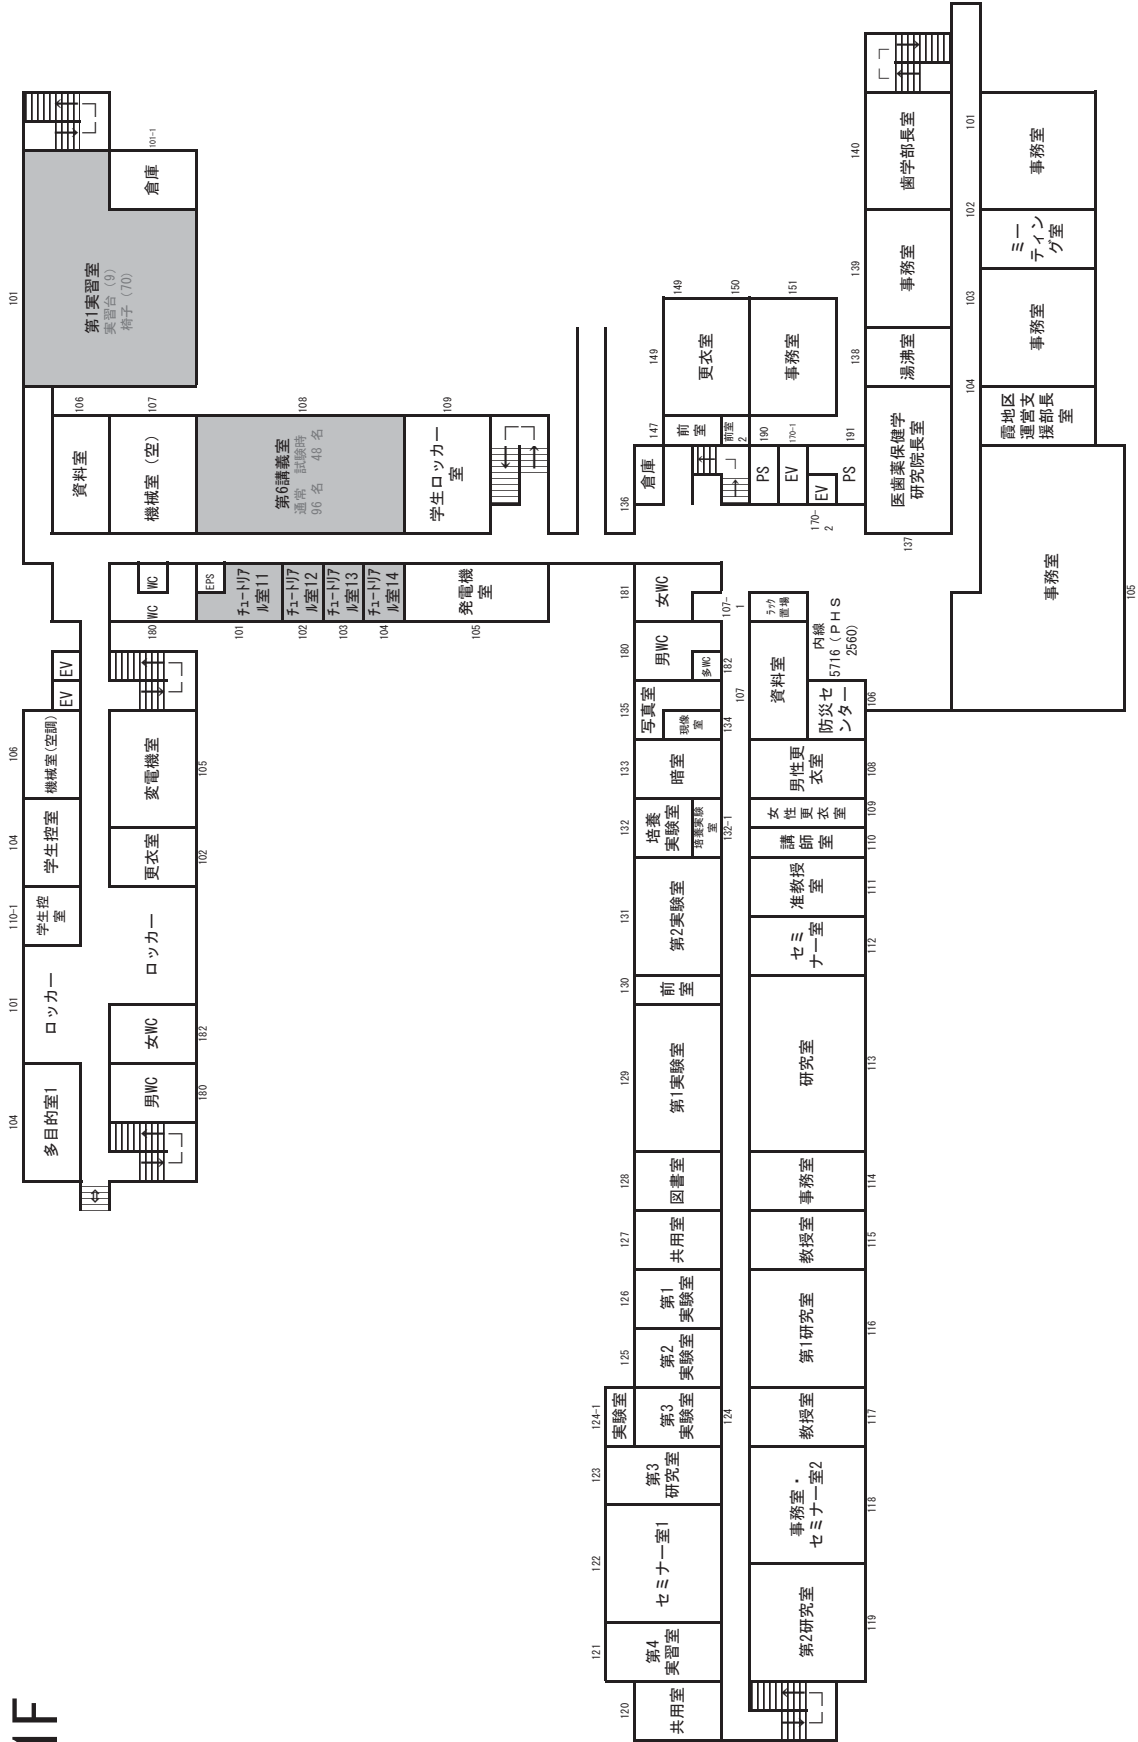 1F
101
第1実習室
実習台（9）
椅子（70）
倉庫
101-1
106
資料室
107
機械室（空）
108
第6講義室
通常　試験時
96 名　48 名
109
学生ロッカー
室
WC
WC
180
EPS
チュートリア
ル室11
101
チュートリア
ル室12
102
チュートリア
ル室13
103
チュートリア
ル室14
104
発電機
室
105
EV
EV
106
機械室(空調)
104
学生控室
110-1
学生控
室
101
ロッカー
104
多目的室1
変電機室
105
更衣室
102
ロッカー
女WC
182
男WC
180
140
歯学部長室
139
事務室
138
湯沸室
医歯薬保健学
研究院長室
137
101
事務室
102
ミー
ティン
グ室
103
事務室
104
霞地区
運営支
援部長
室
事務室
105
149
149
更衣室
150
151
事務室
147
前
室
前室
2
190
PS
170-1
EV
EV
170-
2
191
PS
136
倉庫
181
女WC
107-
1
ラック
置場
内線
5716（PHS
2560）
180
男WC
多WC
182
107
資料室
防災セ
ンター
106
135
写真室
現像
室
134
133
暗室
132
培養
実験室
培養実験
室
132-1
131
第2実験室
130
前
室
129
第1実験室
128
図書室
127
共用室
126
第1
実験室
125
第2
実験室
124-1
実験室
第3
実験室
124
123
第3
研究室
122
セミナー室1
121
第4
実習室
120
共用室
男性更
衣室
108
女性更衣室
109
講師室
110
准教授
室
111
セミ
ナー室
112
研究室
113
事務室
114
教授室
115
第1研究室
116
教授室
117
事務室・
セミナー室2
118
第2研究室
119